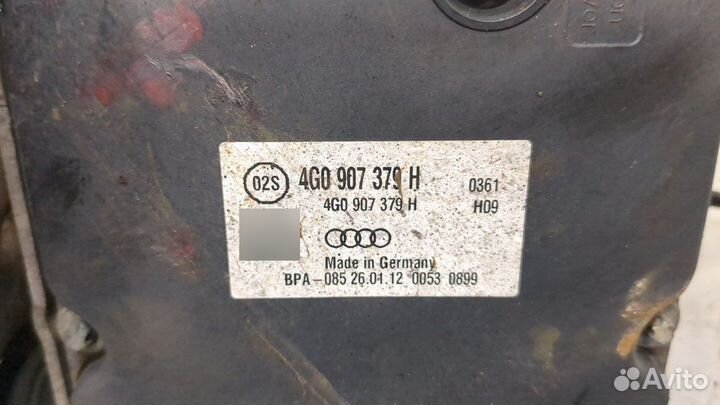 02S 4G0 907 379 H 0361
4G0 907 379 H H09
Made in Germany
BPA-085 26.01.12 0053 0899
Avito